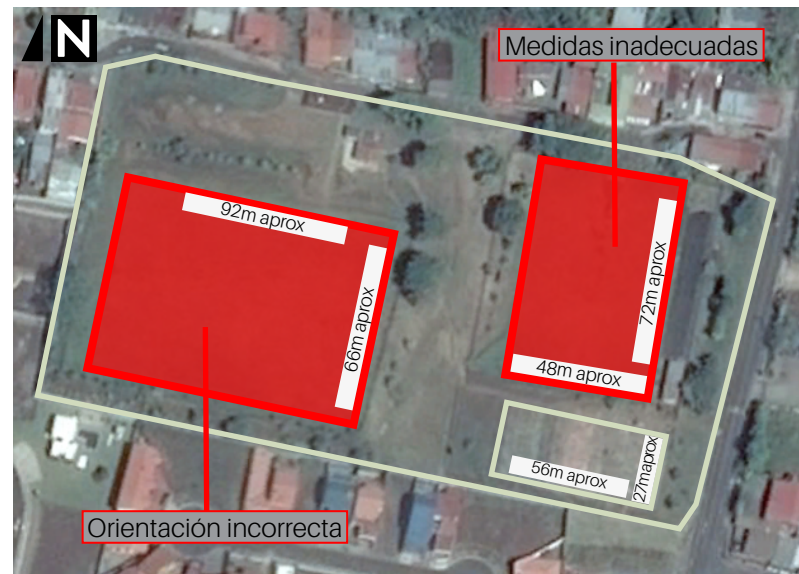 N
Medidas inadecuadas
92m aprox
66m aprox
72m aprox
48m aprox
56m aprox
27m aprox
Orientación incorrecta